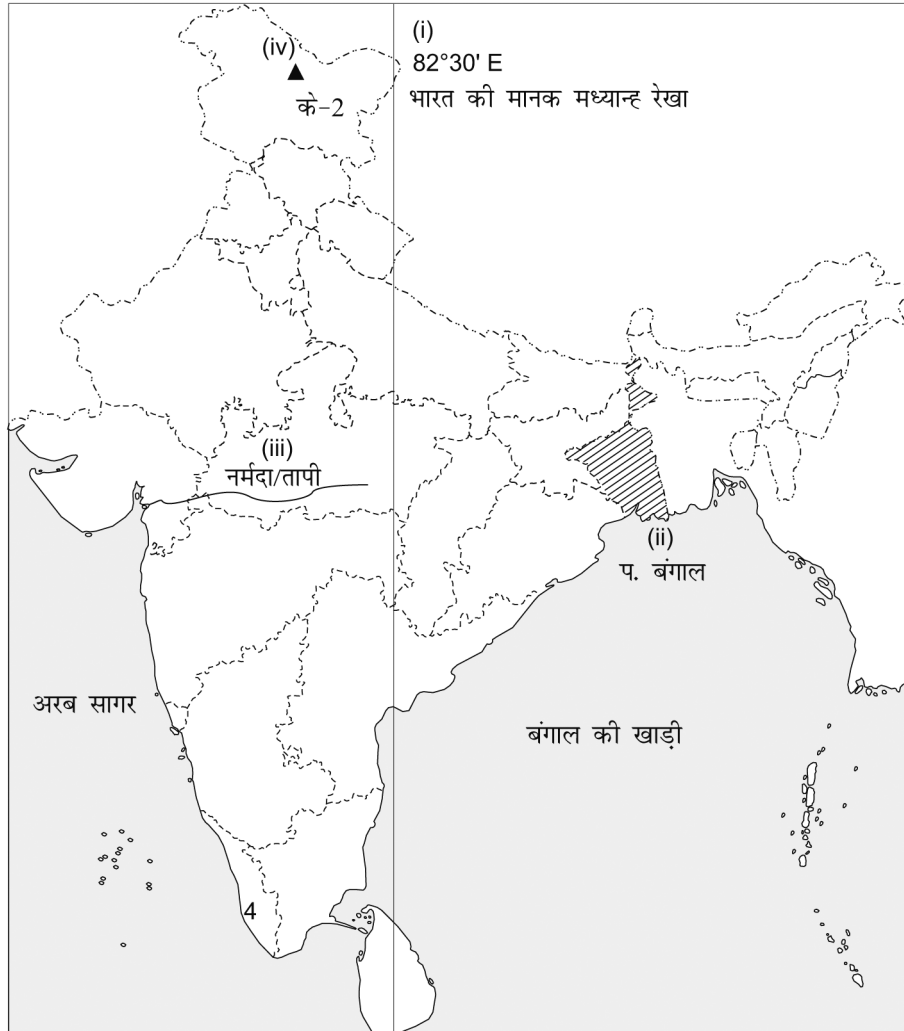 (i)
82°30' E
भारत की मानक मध्यान्ह रेखा
(iv)
के-2
(iii)
नर्मदा/तापी
(ii)
प. बंगाल
अरब सागर
बंगाल की खाड़ी
4